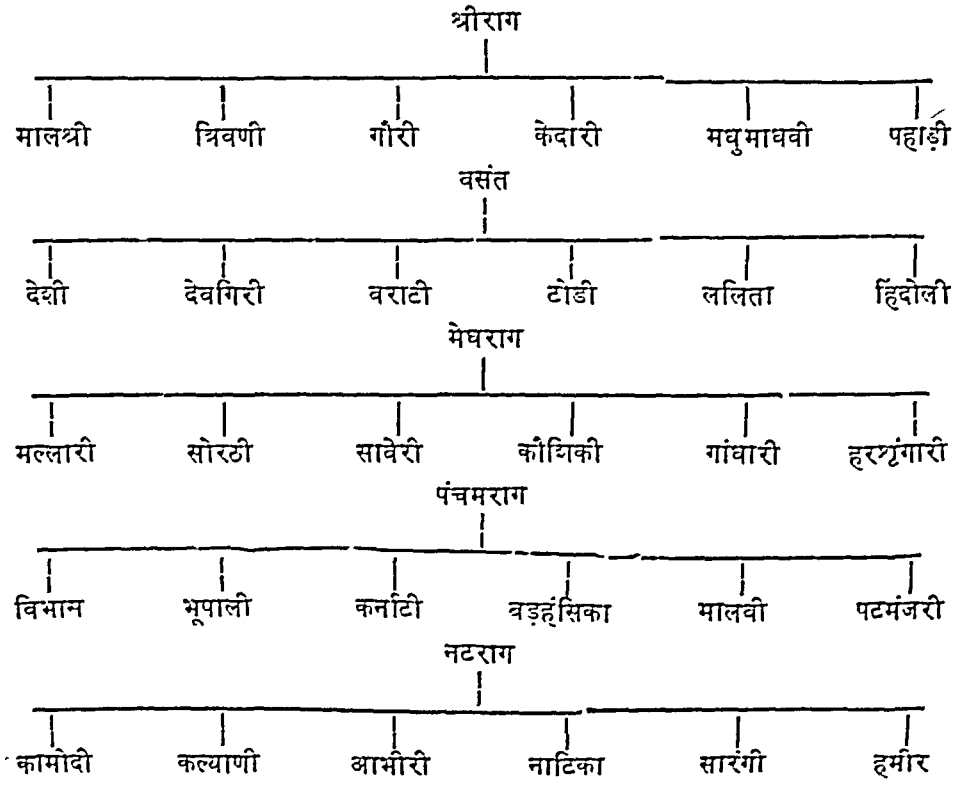 श्रीराग
मालश्री त्रिवणी गौरी केदारी मधुमाधवी पहाड़ी
वसंत
देशी देवगिरी वराटी टोडी ललिता हिंदोली
मेघराग
मल्लारी सोरठी सावेरी कौशिकी गांधारी हरशृंगारी
पंचमराग
विभास भूपाली कर्नाटी वड़हंसिका मालवी पटमंजरी
नटराग
कामोदी कल्याणी आभीरी नाटिका सारंगी हमीर